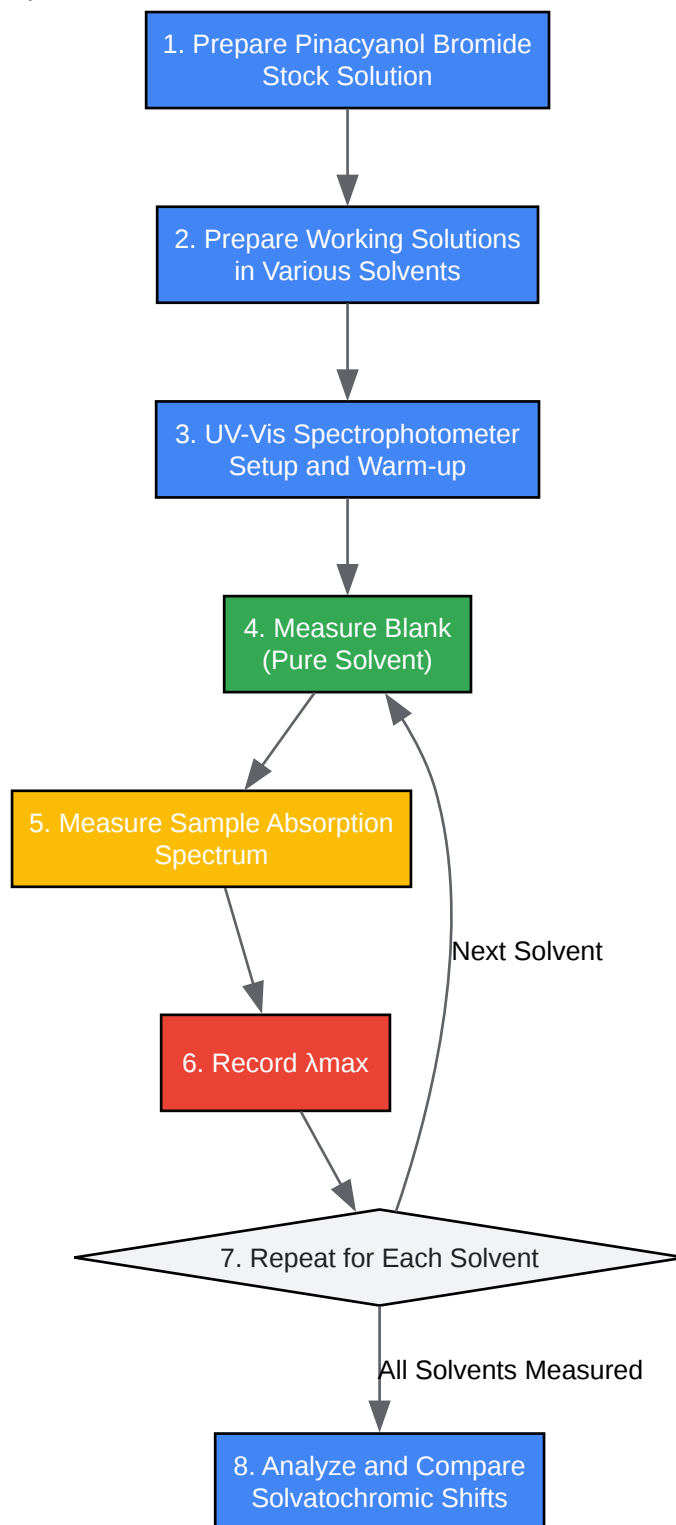 1. Prepare Pinacyanol Bromide
Stock Solution
2. Prepare Working Solutions
in Various Solvents
3. UV-Vis Spectrophotometer
Setup and Warm-up
4. Measure Blank
(Pure Solvent)
5. Measure Sample Absorption
Spectrum
Next Solvent
6. Record λmax
7. Repeat for Each Solvent
All Solvents Measured
8. Analyze and Compare
Solvatochromic Shifts